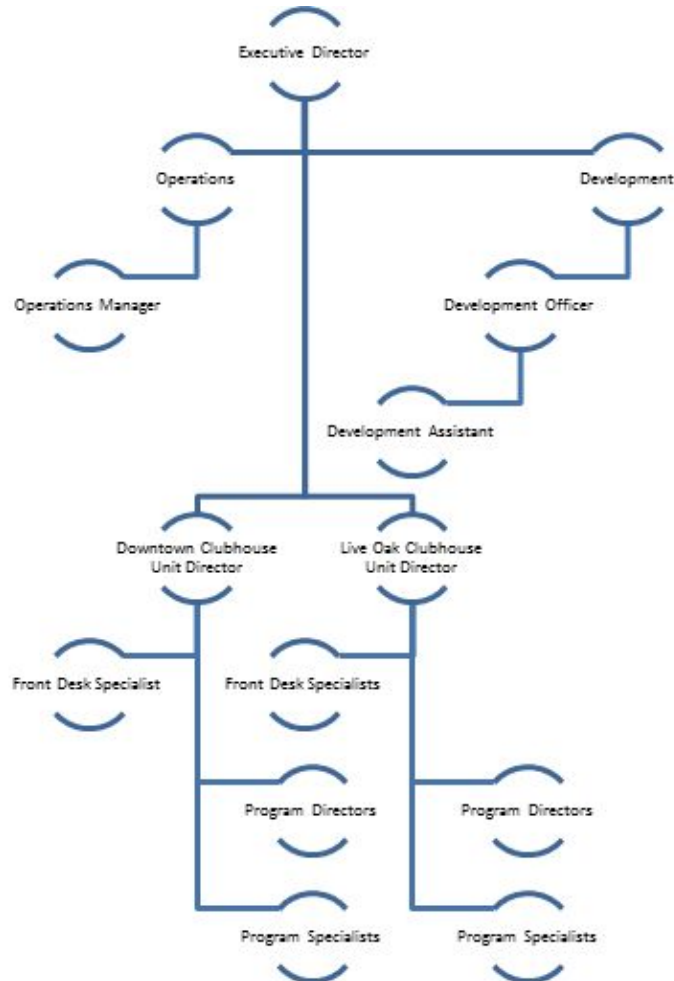 Executive Director
Operations
Development
Operations Manager
Development Officer
Development Assistant
Downtown Clubhouse
Unit Director
Live Oak Clubhouse
Unit Director
Front Desk Specialist
Front Desk Specialists
Program Directors
Program Directors
Program Specialists
Program Specialists